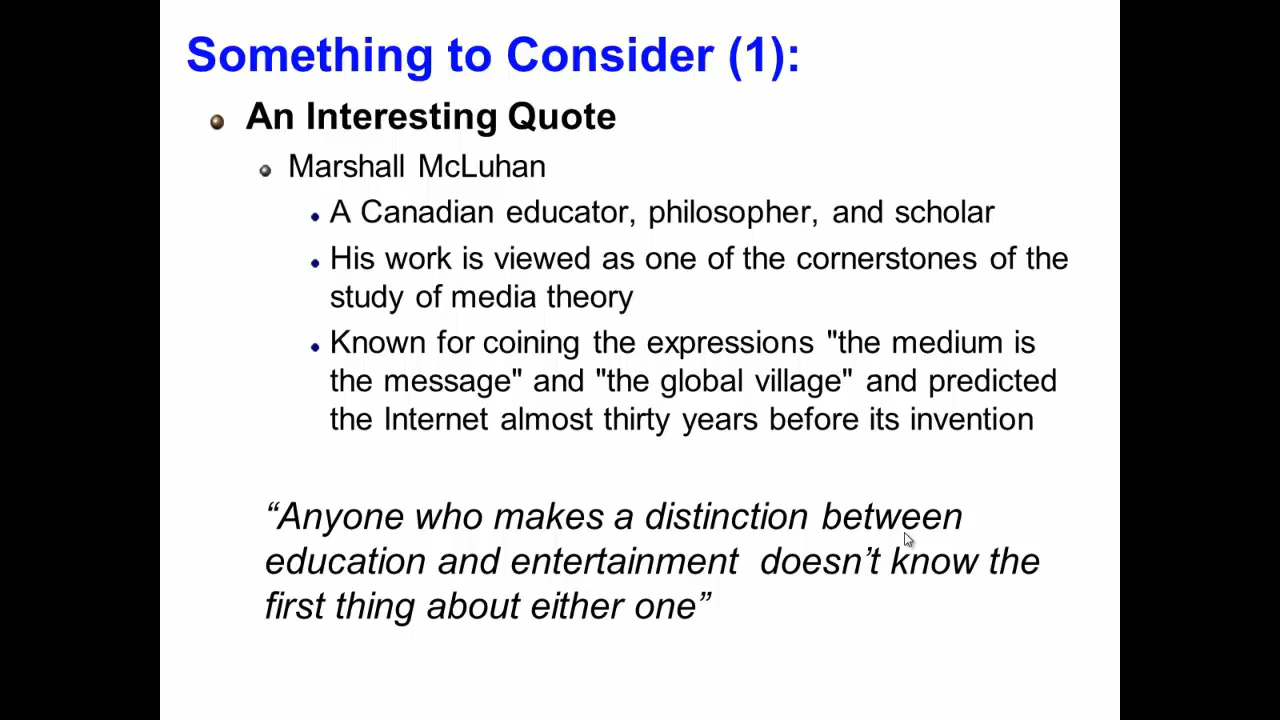 Something to Consider (1):
An Interesting Quote
Marshall McLuhan
A Canadian educator, philosopher, and scholar
His work is viewed as one of the cornerstones of the
study of media theory
Known for coining the expressions "the medium is
the message" and "the global village" and predicted
the Internet almost thirty years before its invention
“Anyone who makes a distinction between
education and entertainment  doesn’t know the
first thing about either one”